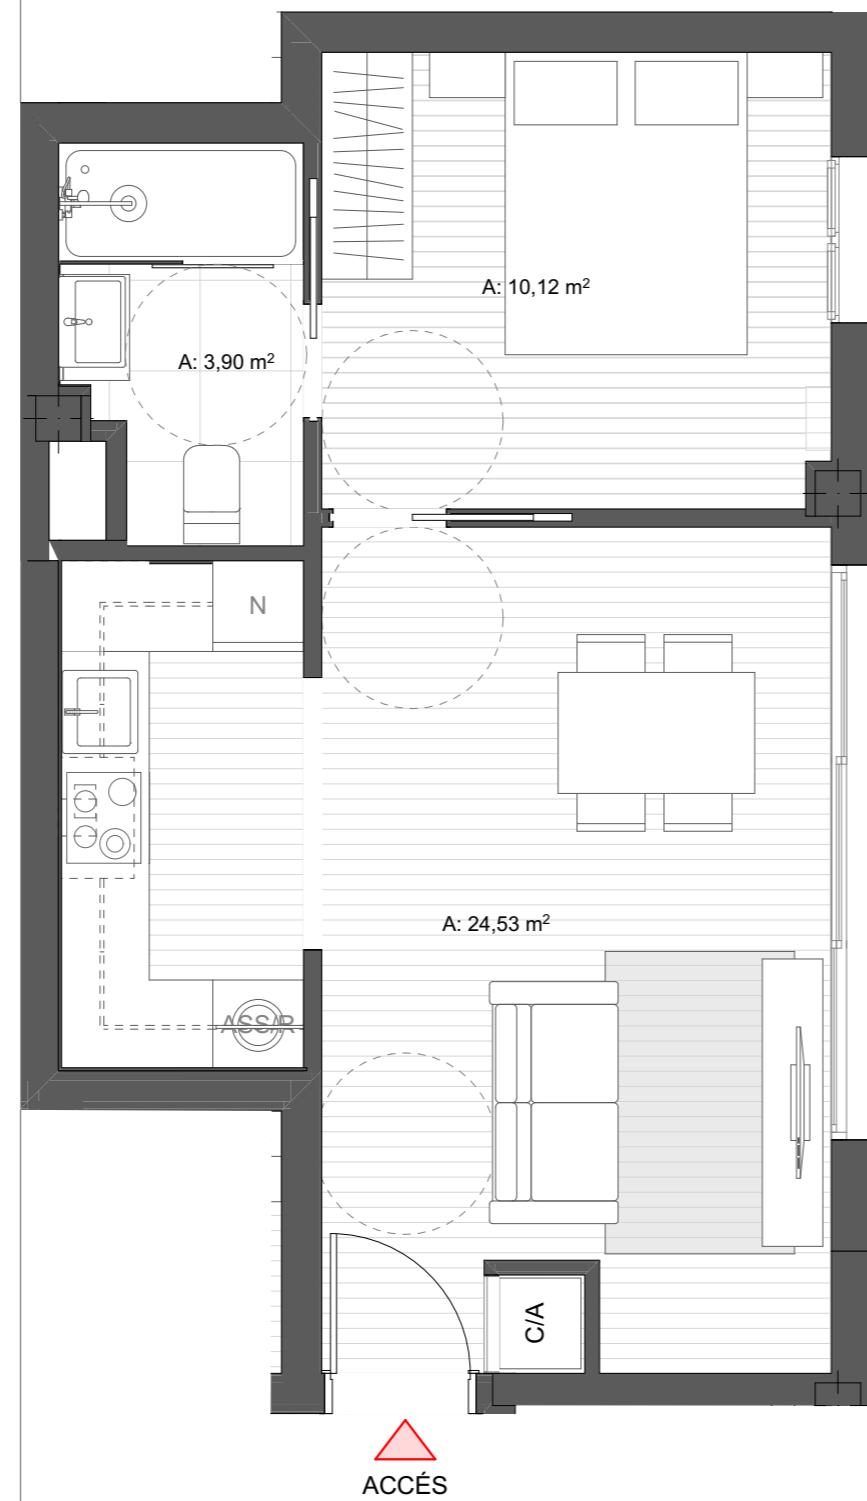 A: 10,12 m²
A: 3,90 m²
N
A: 24,53 m²
ASS/R
C/A
ACCÉS